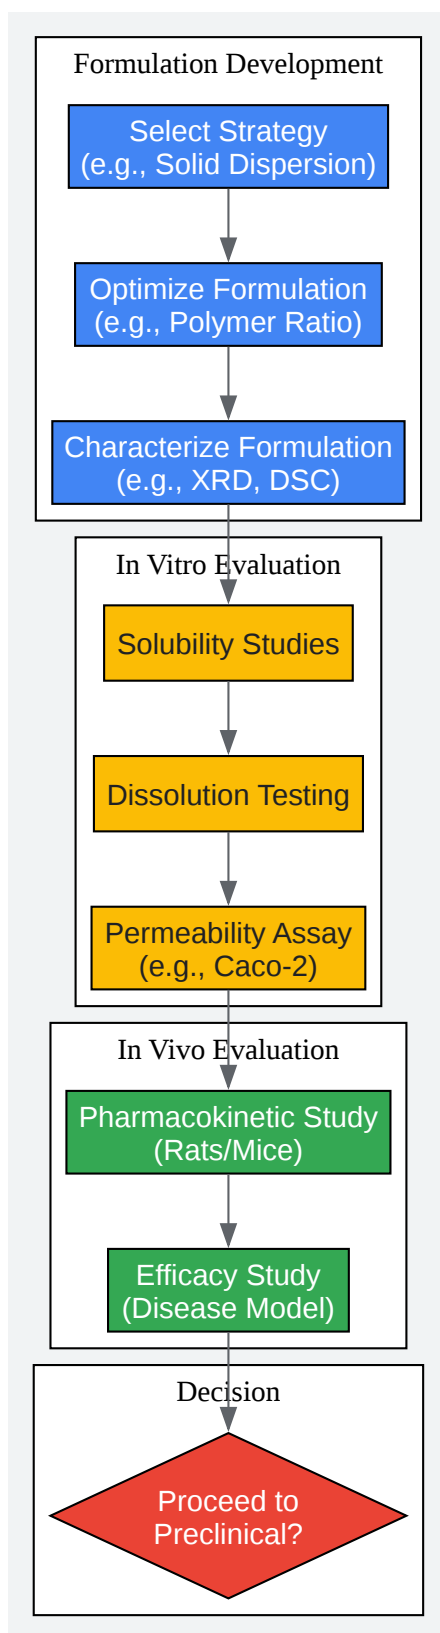 Formulation Development
Select Strategy
(e.g., Solid Dispersion)
Optimize Formulation
(e.g., Polymer Ratio)
Characterize Formulation
(e.g., XRD, DSC)
In Vitro Evaluation
Solubility Studies
Dissolution Testing
Permeability Assay
(e.g., Caco-2)
In Vivo Evaluation
Pharmacokinetic Study
(Rats/Mice)
Efficacy Study
(Disease Model)
Decision
Proceed to
Preclinical?